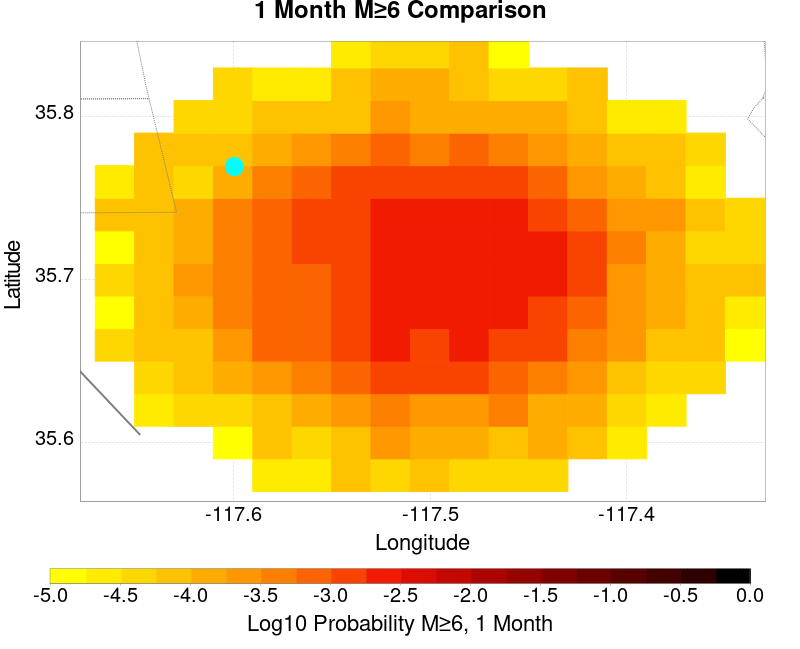 1 Month M≥6 Comparison
35.8
35.7
35.6
Latitude
-117.6 -117.5 -117.4
Longitude
-5.0 -4.5 -4.0 -3.5 -3.0 -2.5 -2.0 -1.5 -1.0 -0.5 0.0
Log10 Probability M≥6, 1 Month